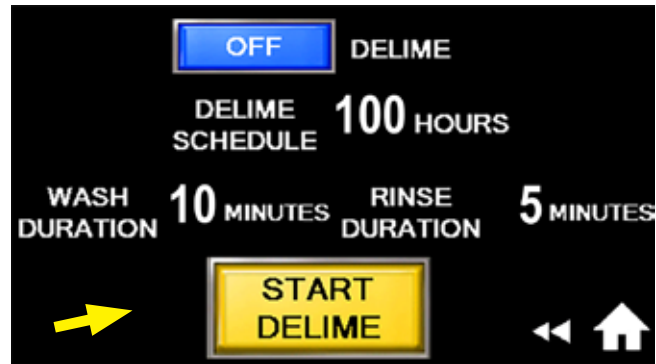 OFF DELIME
DELIME SCHEDULE 100 HOURS
WASH DURATION 10 MINUTES RINSE DURATION 5 MINUTES
START
DELIME